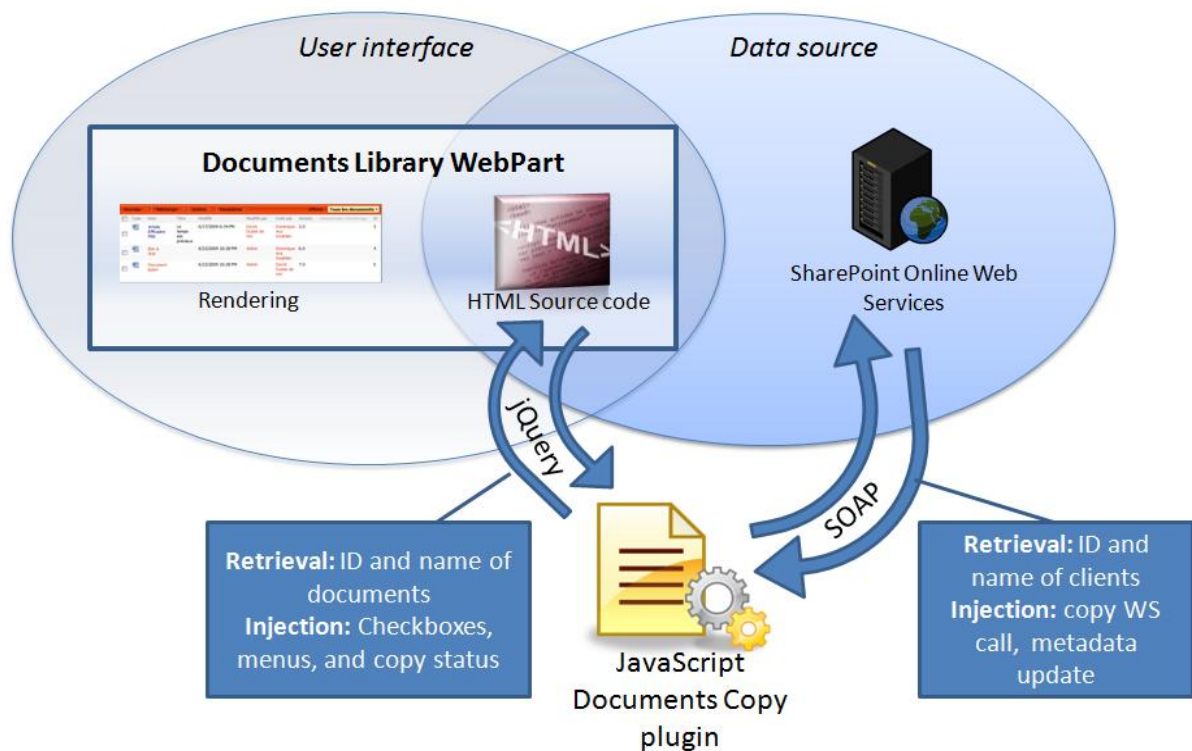 User interface
Data source
Documents Library WebPart
Rendering
<HTML>
HTML Source code
SharePoint Online Web
Services
jQuery
SOAP
Retrieval: ID and name of
documents
Injection: Checkboxes,
menus, and copy status
JavaScript
Documents Copy
plugin
Retrieval: ID and
name of clients
Injection: copy WS
call, metadata
update